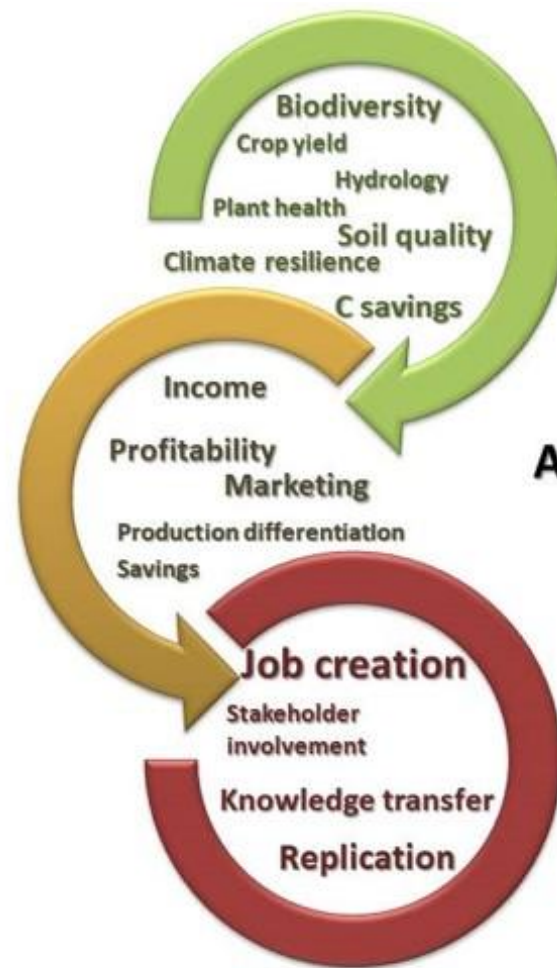 Biodiversity
Crop yield
Hydrology
Plant health
Soil quality
Climate resilience
C savings
Income
Profitability
Marketing
A
Production differentiation
Savings
Job creation
Stakeholder
involvement
Knowledge transfer
Replication